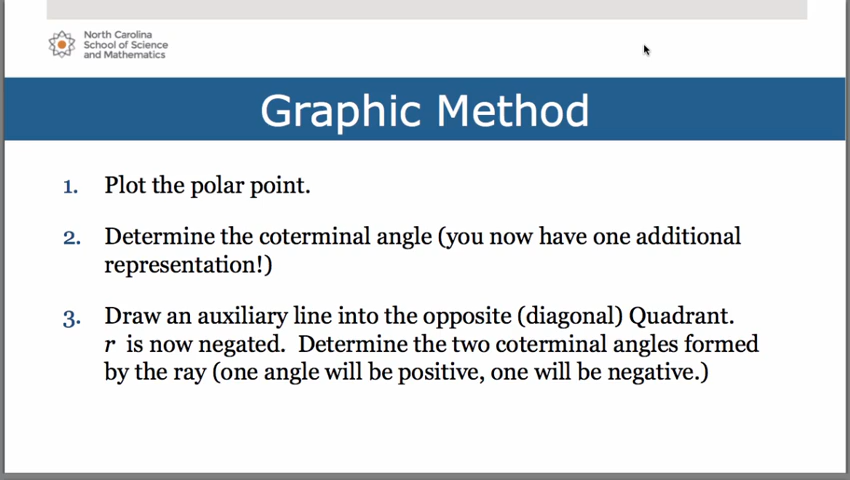 North Carolina
School of Science
and Mathematics
Graphic Method
1. Plot the polar point.
2. Determine the coterminal angle (you now have one additional
representation!)
3. Draw an auxiliary line into the opposite (diagonal) Quadrant.
r is now negated. Determine the two coterminal angles formed
by the ray (one angle will be positive, one will be negative.)